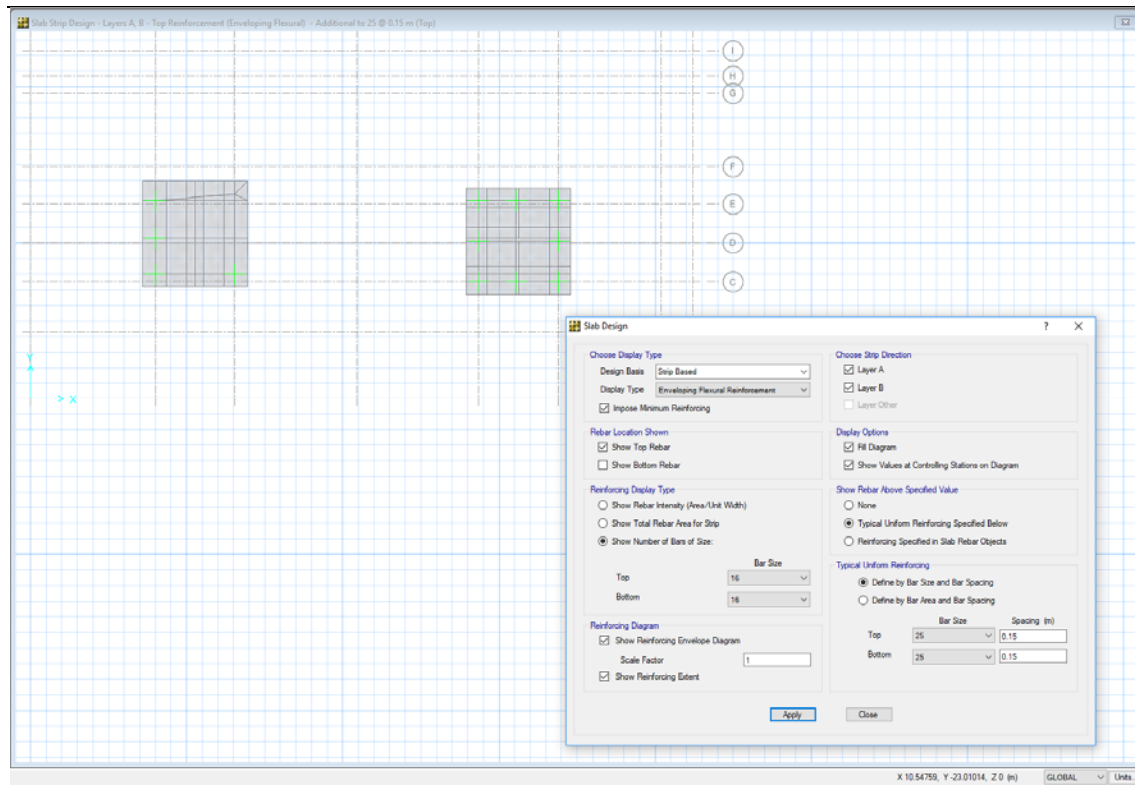 Slab Strip Design - Layers A, B - Top Reinforcement (Enveloping Flexural) - Additional to 25 @ 0.15 m (Top)
I
H
G
F
E
D
C
Y
X
Slab Design
?
Choose Display Type
Design Basis Strip Based
Display Type Enveloping Flexural Reinforcement
Impose Minimum Reinforcing
Rebar Location Shown
Show Top Rebar
Show Bottom Rebar
Reinforcing Display Type
Show Rebar Intensity (Area/Unit Width)
Show Total Rebar Area for Strip
Show Number of Bars of Size:
Bar Size
Top 16
Bottom 16
Reinforcing Diagram
Show Reinforcing Envelope Diagram
Scale Factor 1
Show Reinforcing Extent
Choose Strip Direction
Layer A
Layer B
Layer Other
Display Options
Fill Diagram
Show Values at Controlling Stations on Diagram
Show Rebar Above Specified Value
None
Typical Uniform Reinforcing Specified Below
Reinforcing Specified in Slab Rebar Objects
Typical Uniform Reinforcing
Define by Bar Size and Bar Spacing
Define by Bar Area and Bar Spacing
Bar Size Spacing (m)
Top 25 0.15
Bottom 25 0.15
Apply Close
X 10.54759, Y -23.01014, Z 0 (m) GLOBAL Units...